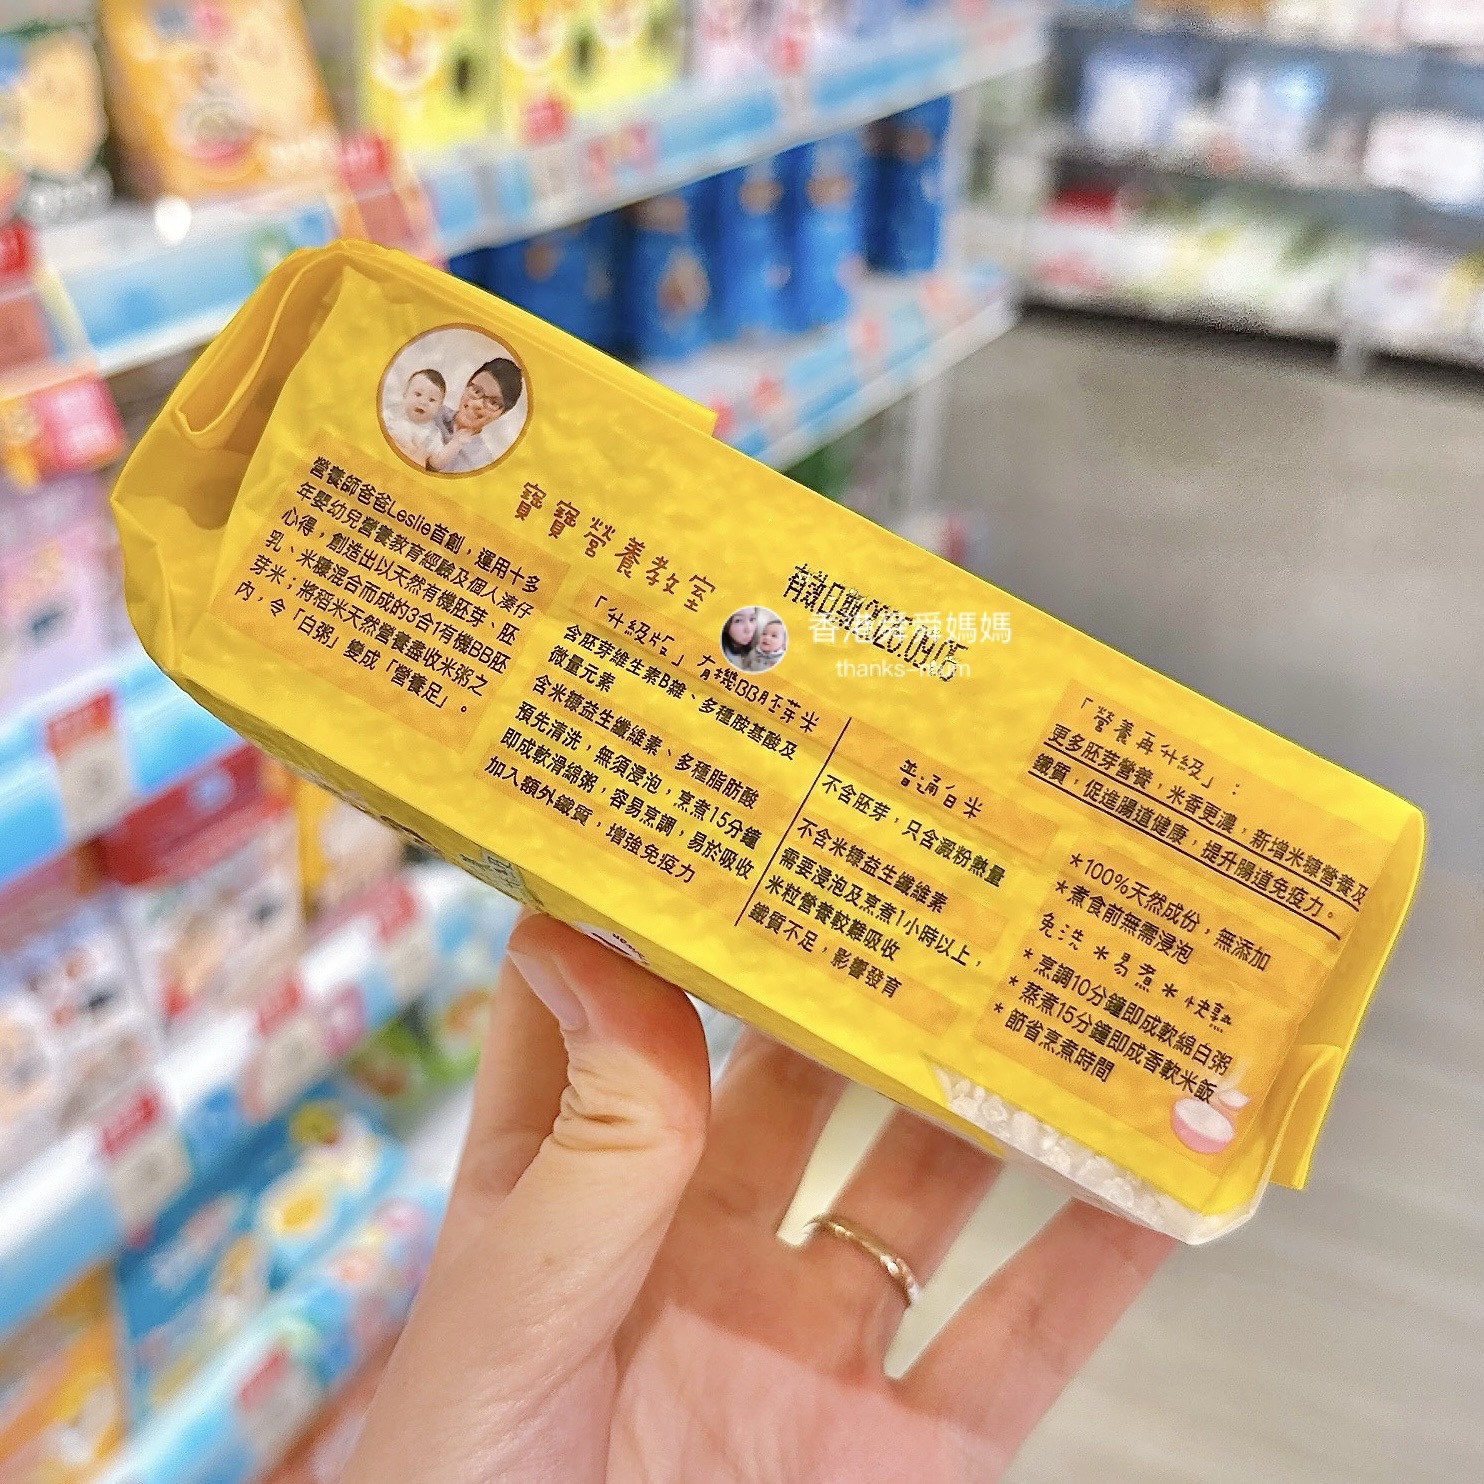 營養師爸爸Leslie首創，運用十多
年嬰幼兒營養教育經驗及個人湊仔
心得，創造出以天然有機胚芽、胚
乳、米糠混合而成的3合1有機BB胚
芽米；將稻米天然營養盡收米粥之
內，令「白粥」變成「營養足」。
寶寶營養教室
「升級版」有機BB胚芽米
含胚芽維生素B雜、多種胺基酸及
微量元素
含米糠益生纖維素、多種脂肪酸
預先清洗，無須浸泡，烹煮15分鐘
即成軟滑綿粥，容易烹調，易於吸收
加入額外鐵質，增強免疫力
普通白米
不含胚芽，只含澱粉熱量
不含米糠益生纖維素
需要浸泡及烹煮1小時以上，
米粒營養較難吸收
鐵質不足，影響發育
有效日期
香港舜舜媽媽
「營養再升級」：
更多胚芽營養，米香更濃，新增米糠營養及
鐵質，促進腸道健康，提升腸道免疫力。
*100%天然成份，無添加
*煮食前無需浸泡
免洗*易煮*快熟
*烹調10分鐘即成軟綿白粥
*蒸煮15分鐘即成香軟米飯
*節省烹煮時間